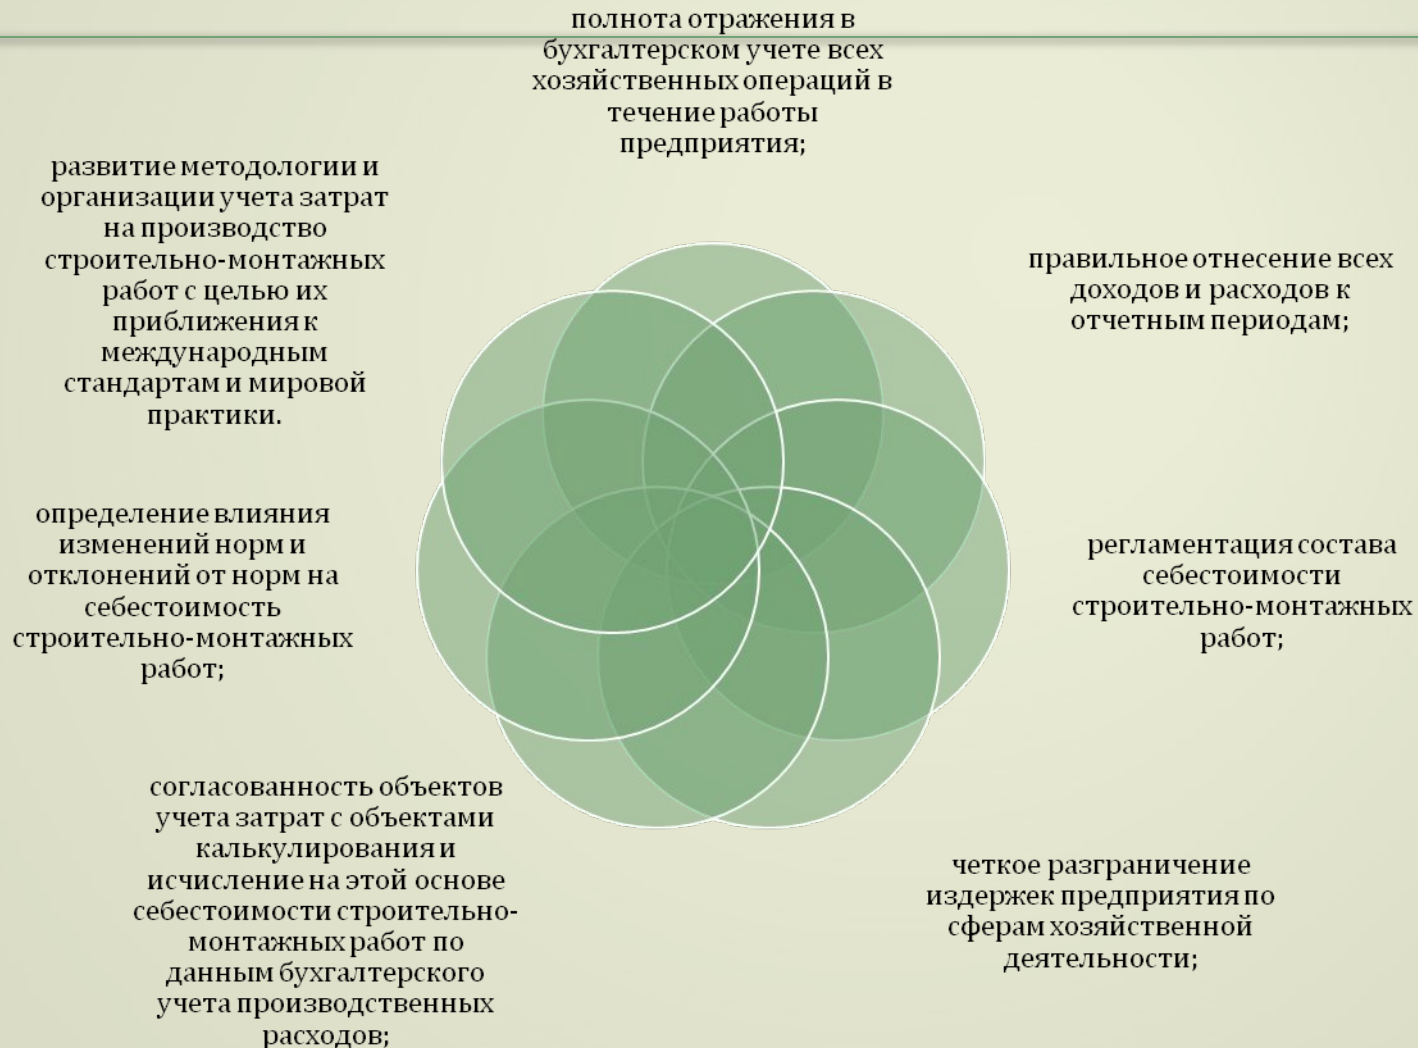 полнота отражения в
бухгалтерском учете всех
хозяйственных операций в
течение работы
предприятия;
правильное отнесение всех
доходов и расходов к
отчетным периодам;
регламентация состава
себестоимости
строительно-монтажных
работ;
четкое разграничение
издержек предприятия по
сферам хозяйственной
деятельности;
согласованность объектов
учета затрат с объектами
калькулирования и
исчисление на этой основе
себестоимости строительно-
монтажных работ по
данным бухгалтерского
учета производственных
расходов;
определение влияния
изменений норм и
отклонений от норм на
себестоимость
строительно-монтажных
работ;
развитие методологии и
организации учета затрат
на производство
строительно-монтажных
работ с целью их
приближения к
международным
стандартам и мировой
практики.